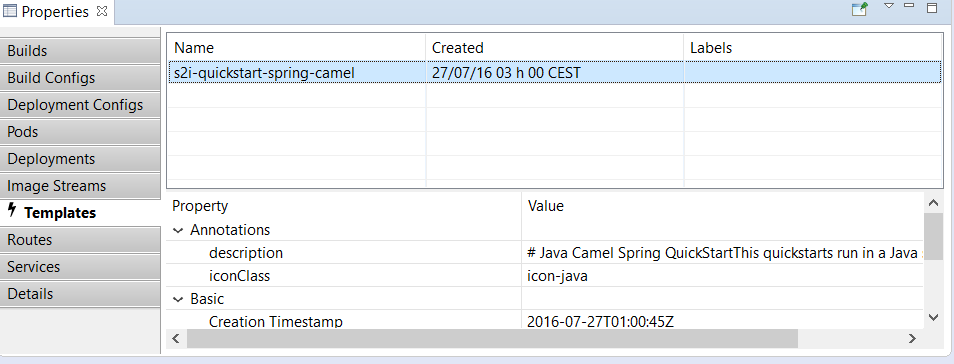 Properties
Builds
Build Configs
Deployment Configs
Pods
Deployments
Image Streams
Templates
Routes
Services
Details
Name Created Labels
s2i-quickstart-spring-camel 27/07/16 03 h 00 CEST
Property Value
Annotations
description # Java Camel Spring QuickStartThis quickstarts run in a Java
iconClass icon-java
Basic
Creation Timestamp 2016-07-27T01:00:45Z